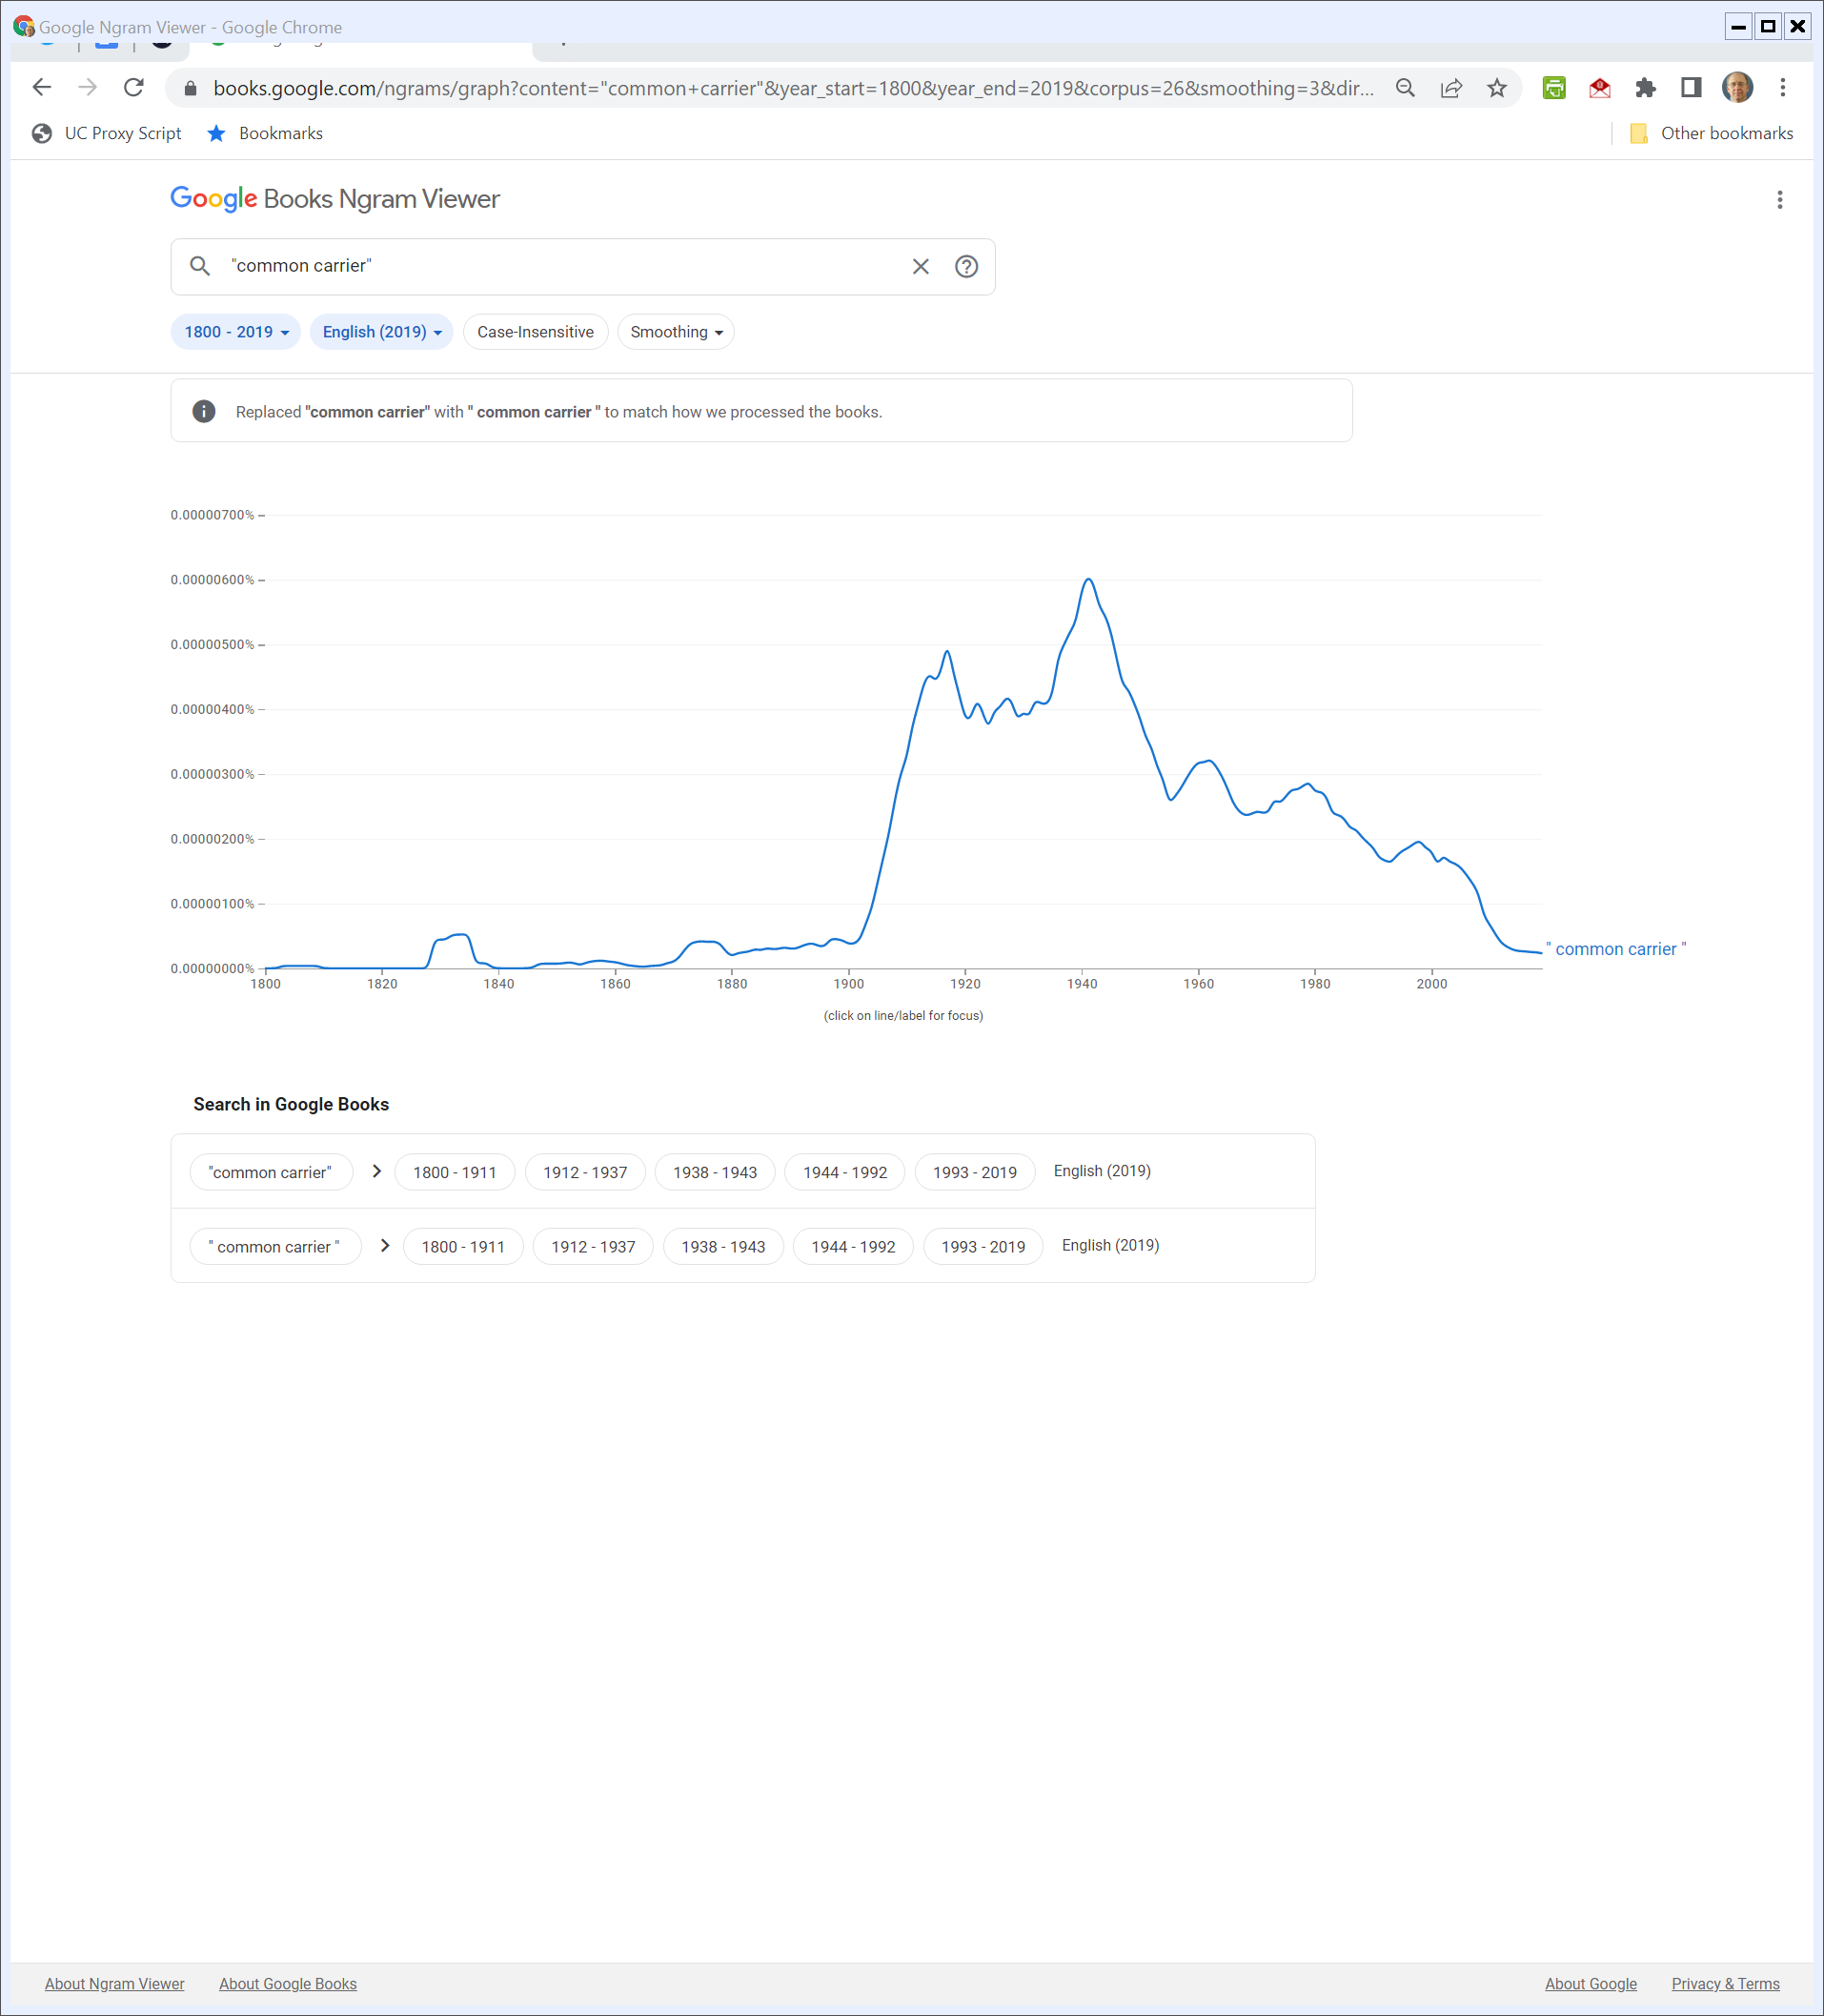 Google Ngram Viewer - Google Chrome
books.google.com/ngrams/graph?content="common+carrier"&year_start=1800&year_end=2019&corpus=26&smoothing=3&dir...
UC Proxy Script Bookmarks Other bookmarks
Google Books Ngram Viewer
"common carrier"
1800 - 2019 English (2019) Case-Insensitive Smoothing
Replaced "common carrier" with " common carrier " to match how we processed the books.
0.00000700%
0.00000600%
0.00000500%
0.00000400%
0.00000300%
0.00000200%
0.00000100%
" common carrier "
0.00000000%
1800 1820 1840 1860 1880 1900 1920 1940 1960 1980 2000
(click on line/label for focus)
Search in Google Books
"common carrier" 1800 - 1911 1912 - 1937 1938 - 1943 1944 - 1992 1993 - 2019 English (2019)
" common carrier " 1800 - 1911 1912 - 1937 1938 - 1943 1944 - 1992 1993 - 2019 English (2019)
About Ngram Viewer About Google Books About Google Privacy & Terms